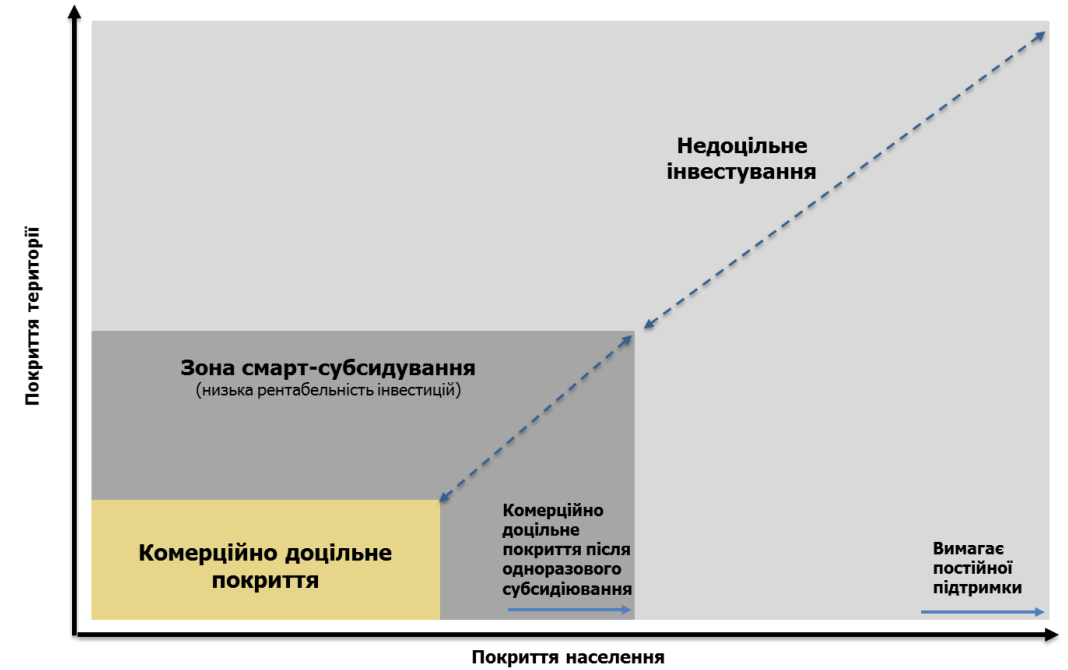 Недоцільне
інвестування
Покриття території
Зона смарт-субсидування
(низька рентабельність інвестицій)
Комерційно доцільне
покриття
Комерційно
доцільне
покриття після
одноразового
субсидіювання
Вимагає
постійної
підтримки
Покриття населення